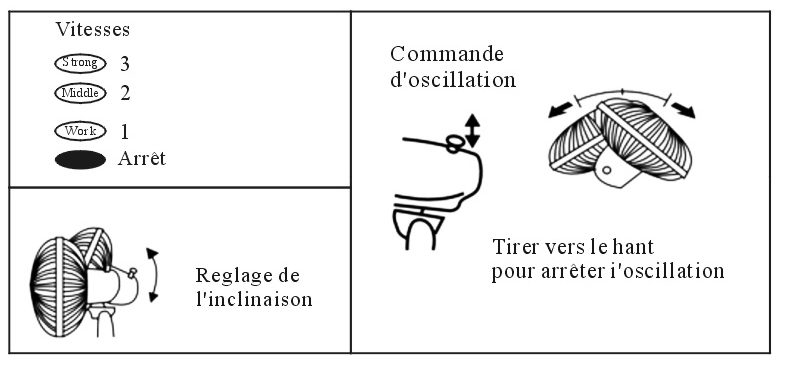 Vitesses
Strong 3
Middle 2
Work 1
Arrêt
Reglage de
l'inclinaison
Commande
d'oscillation
Tirer vers le hant
pour arrêter i'oscillation